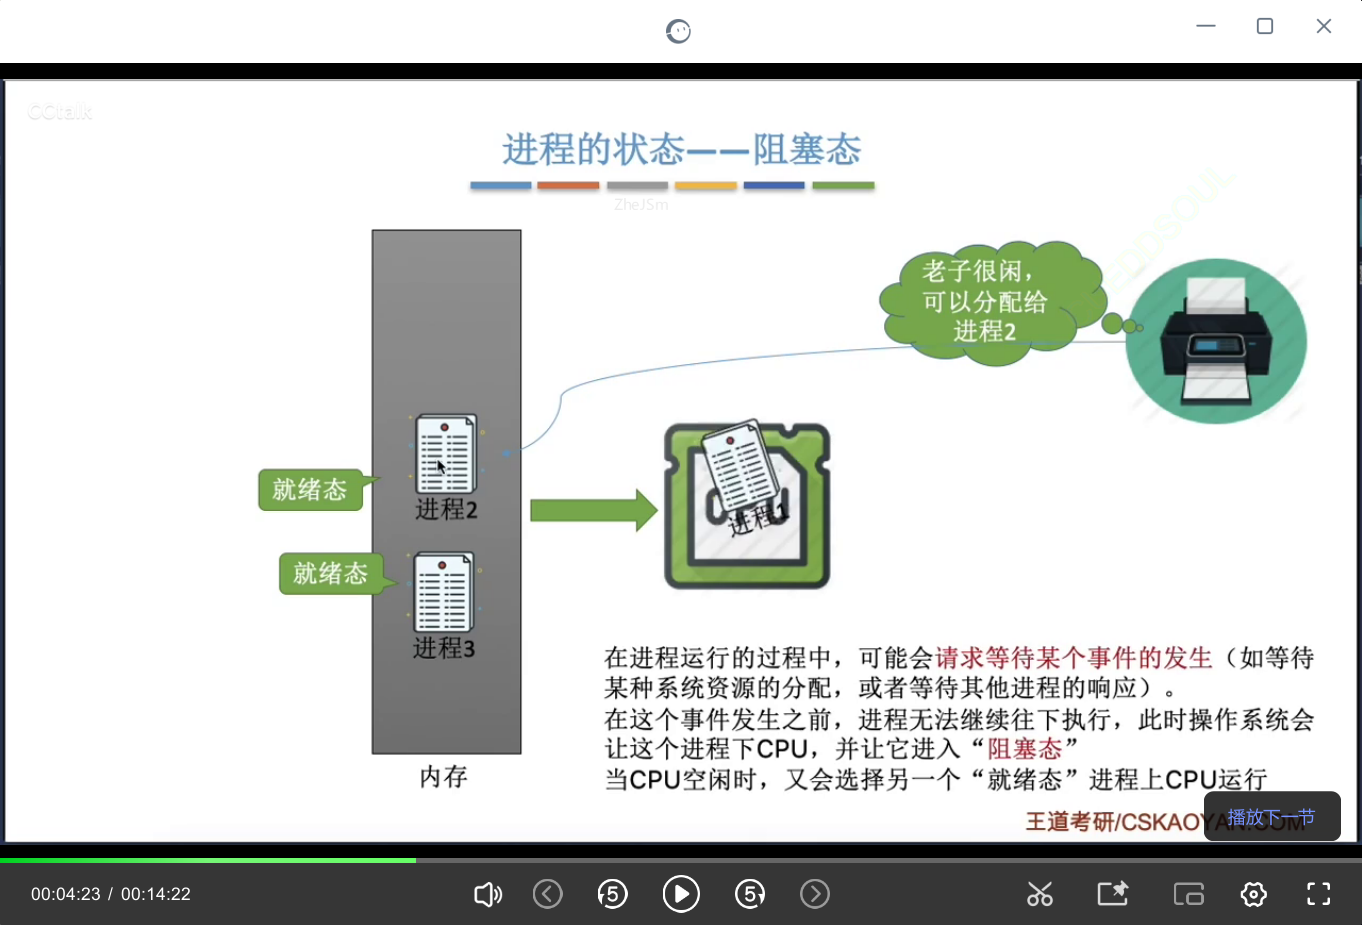 CCtalk
进程的状态——阻塞态
ZheJSm
老子很闲，
可以分配给
进程2
就绪态
进程2
进程1
就绪态
进程3
内存
在进程运行的过程中，可能会请求等待某个事件的发生（如等待
某种系统资源的分配，或者等待其他进程的响应）。
在这个事件发生之前，进程无法继续往下执行，此时操作系统会
让这个进程下CPU，并让它进入“阻塞态”
当CPU空闲时，又会选择另一个“就绪态”进程上CPU运行
王道考研/CSKAOYAN.COM
播放下一节
00:04:23 / 00:14:22
5
5